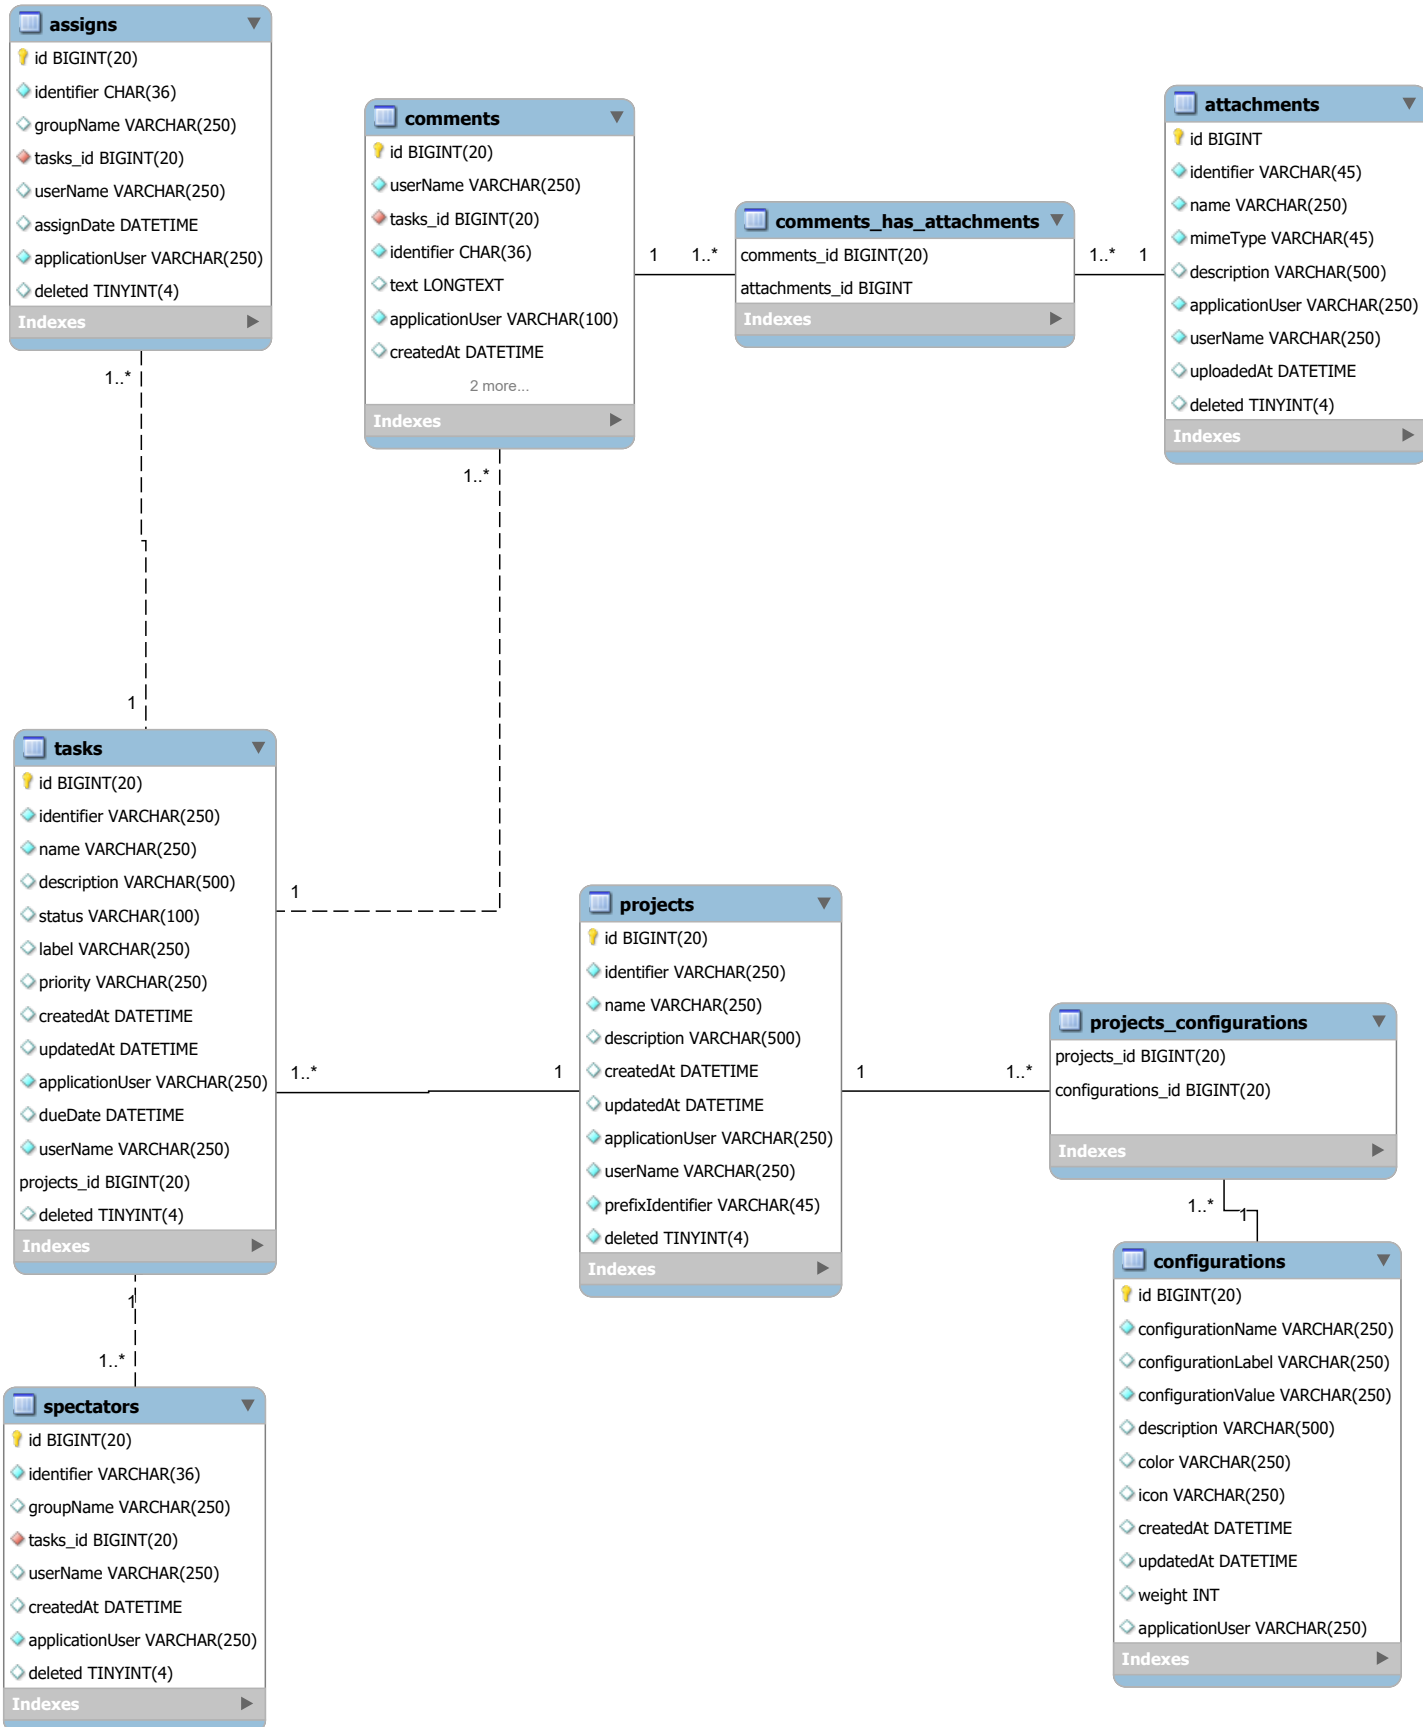 assigns
id BIGINT(20)
identifier CHAR(36)
groupName VARCHAR(250)
tasks_id BIGINT(20)
userName VARCHAR(250)
assignDate DATETIME
applicationUser VARCHAR(250)
deleted TINYINT(4)
Indexes
comments
id BIGINT(20)
userName VARCHAR(250)
tasks_id BIGINT(20)
identifier CHAR(36)
text LONGTEXT
applicationUser VARCHAR(100)
createdAt DATETIME
2 more...
Indexes
1
1..*
comments_has_attachments
comments_id BIGINT(20)
attachments_id BIGINT
Indexes
1..*
1
attachments
id BIGINT
identifier VARCHAR(45)
name VARCHAR(250)
mimeType VARCHAR(45)
description VARCHAR(500)
applicationUser VARCHAR(250)
userName VARCHAR(250)
uploadedAt DATETIME
deleted TINYINT(4)
Indexes
1..*
1..*
1
1
tasks
id BIGINT(20)
identifier VARCHAR(250)
name VARCHAR(250)
description VARCHAR(500)
status VARCHAR(100)
label VARCHAR(250)
priority VARCHAR(250)
createdAt DATETIME
updatedAt DATETIME
applicationUser VARCHAR(250)
dueDate DATETIME
userName VARCHAR(250)
projects_id BIGINT(20)
deleted TINYINT(4)
Indexes
1..*
1
projects
id BIGINT(20)
identifier VARCHAR(250)
name VARCHAR(250)
description VARCHAR(500)
createdAt DATETIME
updatedAt DATETIME
applicationUser VARCHAR(250)
userName VARCHAR(250)
prefixIdentifier VARCHAR(45)
deleted TINYINT(4)
Indexes
1
1..*
projects_configurations
projects_id BIGINT(20)
configurations_id BIGINT(20)
Indexes
1..*
1
configurations
id BIGINT(20)
configurationName VARCHAR(250)
configurationLabel VARCHAR(250)
configurationValue VARCHAR(250)
description VARCHAR(500)
color VARCHAR(250)
icon VARCHAR(250)
createdAt DATETIME
updatedAt DATETIME
weight INT
applicationUser VARCHAR(250)
Indexes
1
1..*
spectators
id BIGINT(20)
identifier VARCHAR(36)
groupName VARCHAR(250)
tasks_id BIGINT(20)
userName VARCHAR(250)
createdAt DATETIME
applicationUser VARCHAR(250)
deleted TINYINT(4)
Indexes